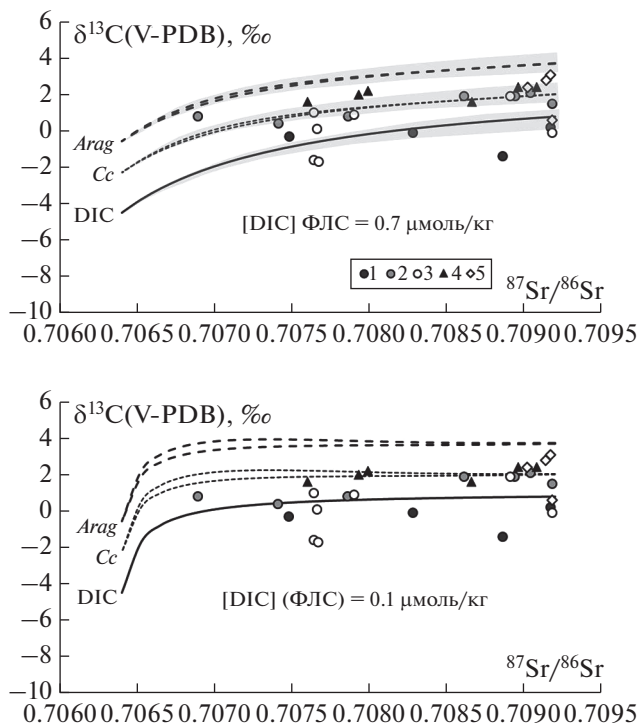 δ¹³C(V-PDB), ‰
6
4
2
0
−2
−4
−6
−8
−10
Arag
Cc
DIC
[DIC] ФЛС = 0.7 μмоль/кг
1 2 3 4 5
⁸⁷Sr/⁸⁶Sr
0.7060 0.7065 0.7070 0.7075 0.7080 0.7085 0.7090 0.7095
δ¹³C(V-PDB), ‰
6
4
2
0
−2
−4
−6
−8
−10
Arag
Cc
DIC
[DIC] (ФЛС) = 0.1 μмоль/кг
⁸⁷Sr/⁸⁶Sr
0.7060 0.7065 0.7070 0.7075 0.7080 0.7085 0.7090 0.7095